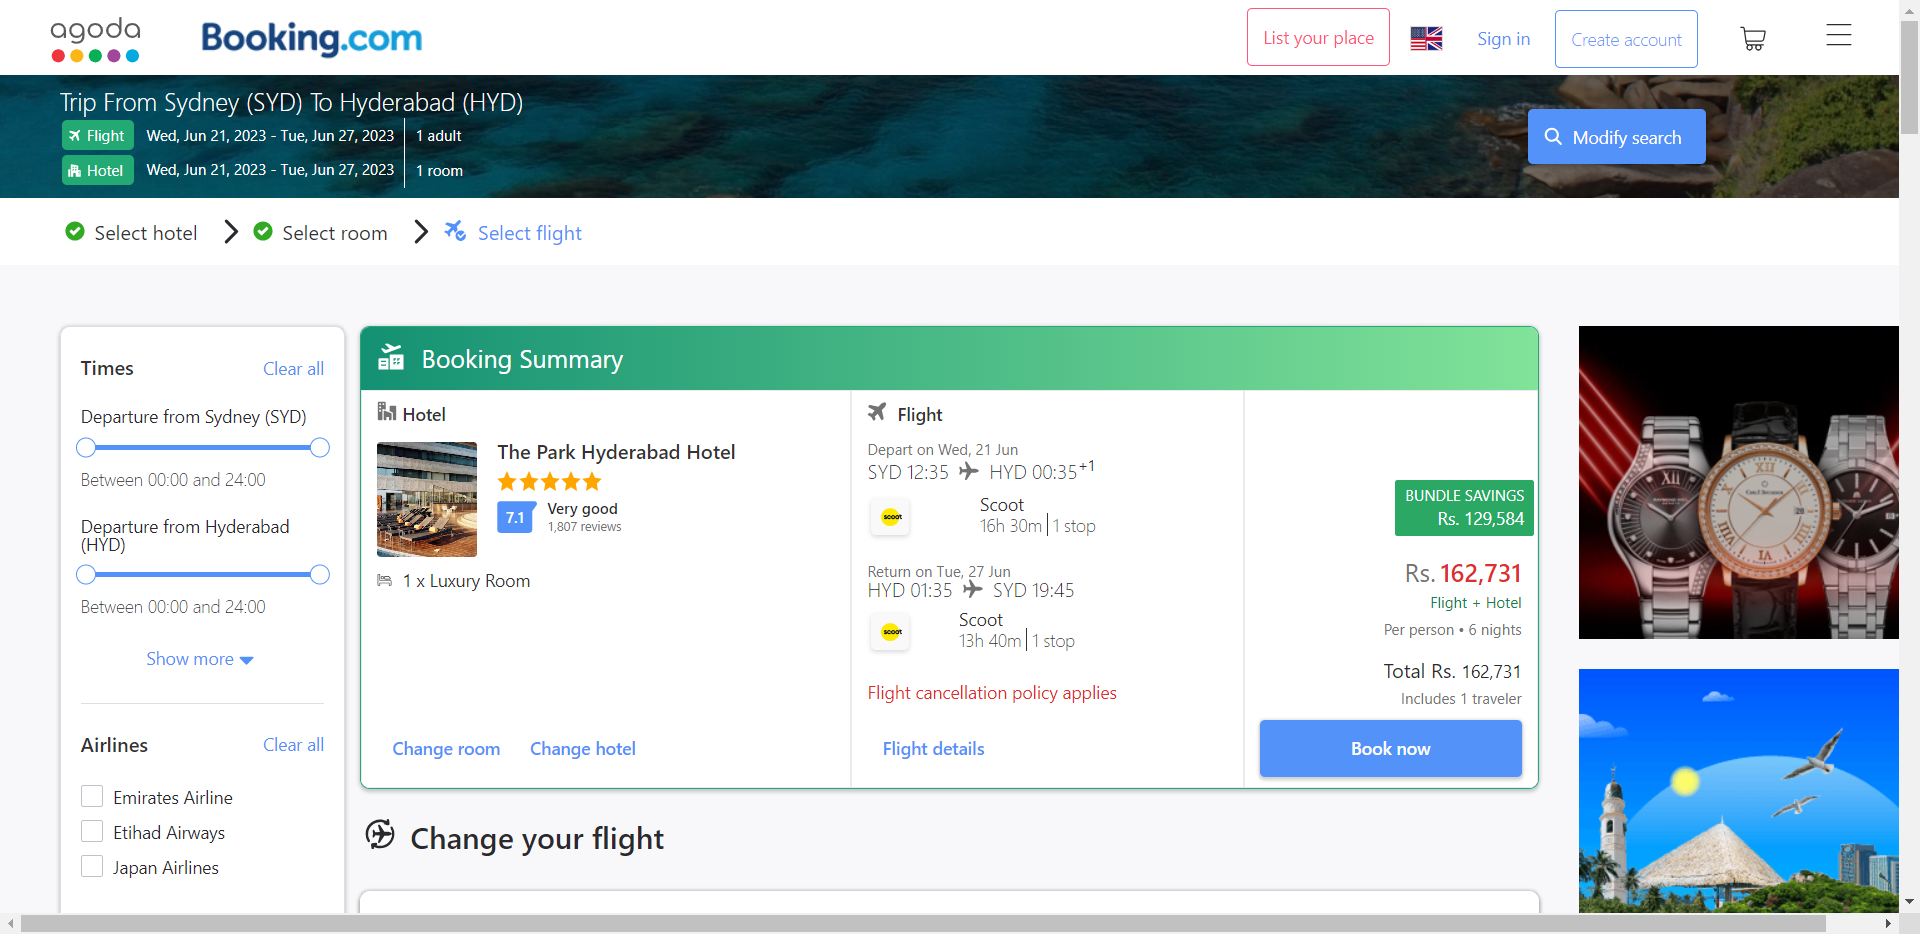 agoda
Booking.com
List your place
Sign in
Create account
Trip From Sydney (SYD) To Hyderabad (HYD)
Flight Wed, Jun 21, 2023 - Tue, Jun 27, 2023 1 adult
Hotel Wed, Jun 21, 2023 - Tue, Jun 27, 2023 1 room
Modify search
Select hotel
Select room
Select flight
Times Clear all
Departure from Sydney (SYD)
Between 00:00 and 24:00
Departure from Hyderabad
(HYD)
Between 00:00 and 24:00
Show more
Airlines Clear all
Emirates Airline
Etihad Airways
Japan Airlines
Booking Summary
Hotel
The Park Hyderabad Hotel
7.1 Very good
1,807 reviews
1 x Luxury Room
Change room Change hotel
Flight
Depart on Wed, 21 Jun
SYD 12:35 HYD 00:35+1
scoot
Scoot
16h 30m 1 stop
Return on Tue, 27 Jun
HYD 01:35 SYD 19:45
scoot
Scoot
13h 40m 1 stop
Flight cancellation policy applies
Flight details
BUNDLE SAVINGS
Rs. 129,584
Rs. 162,731
Flight + Hotel
Per person • 6 nights
Total Rs. 162,731
Includes 1 traveler
Book now
Change your flight